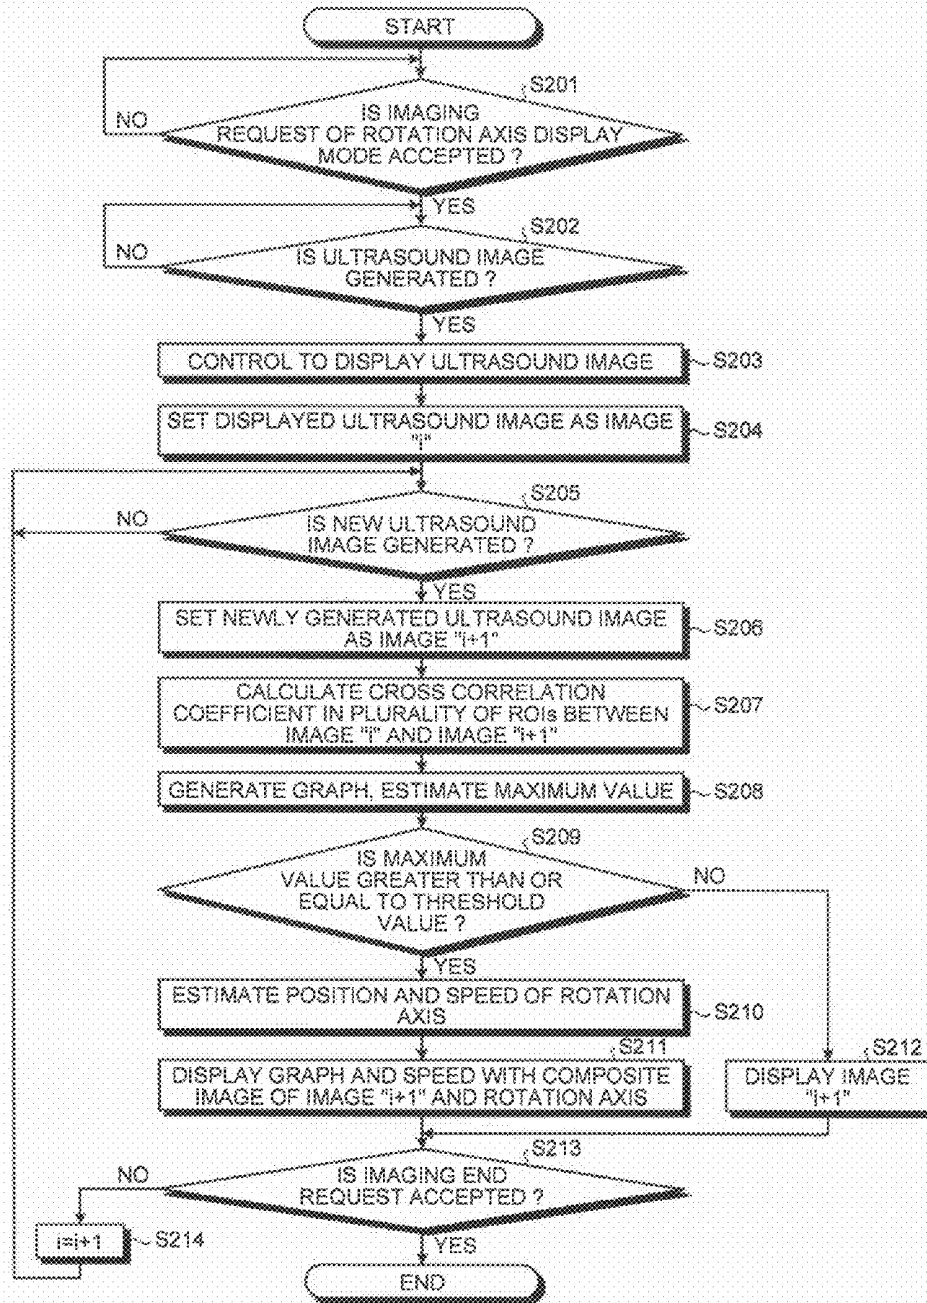 START
S201
IS IMAGING
REQUEST OF ROTATION AXIS DISPLAY
MODE ACCEPTED ?
NO
YES
S202
IS ULTRASOUND IMAGE
GENERATED ?
NO
YES
CONTROL TO DISPLAY ULTRASOUND IMAGE
S203
SET DISPLAYED ULTRASOUND IMAGE AS IMAGE
"i"
S204
S205
IS NEW ULTRASOUND
IMAGE GENERATED ?
NO
YES
SET NEWLY GENERATED ULTRASOUND IMAGE
AS IMAGE "i+1"
S206
CALCULATE CROSS CORRELATION
COEFFICIENT IN PLURALITY OF ROIs BETWEEN
IMAGE "i" AND IMAGE "i+1"
S207
GENERATE GRAPH, ESTIMATE MAXIMUM VALUE
S208
S209
IS MAXIMUM
VALUE GREATER THAN OR
EQUAL TO THRESHOLD
VALUE ?
NO
YES
ESTIMATE POSITION AND SPEED OF ROTATION
AXIS
S210
S211
DISPLAY GRAPH AND SPEED WITH COMPOSITE
IMAGE OF IMAGE "i+1" AND ROTATION AXIS
S212
DISPLAY IMAGE
"i+1"
S213
IS IMAGING END
REQUEST ACCEPTED ?
NO
i=i+1
S214
YES
END